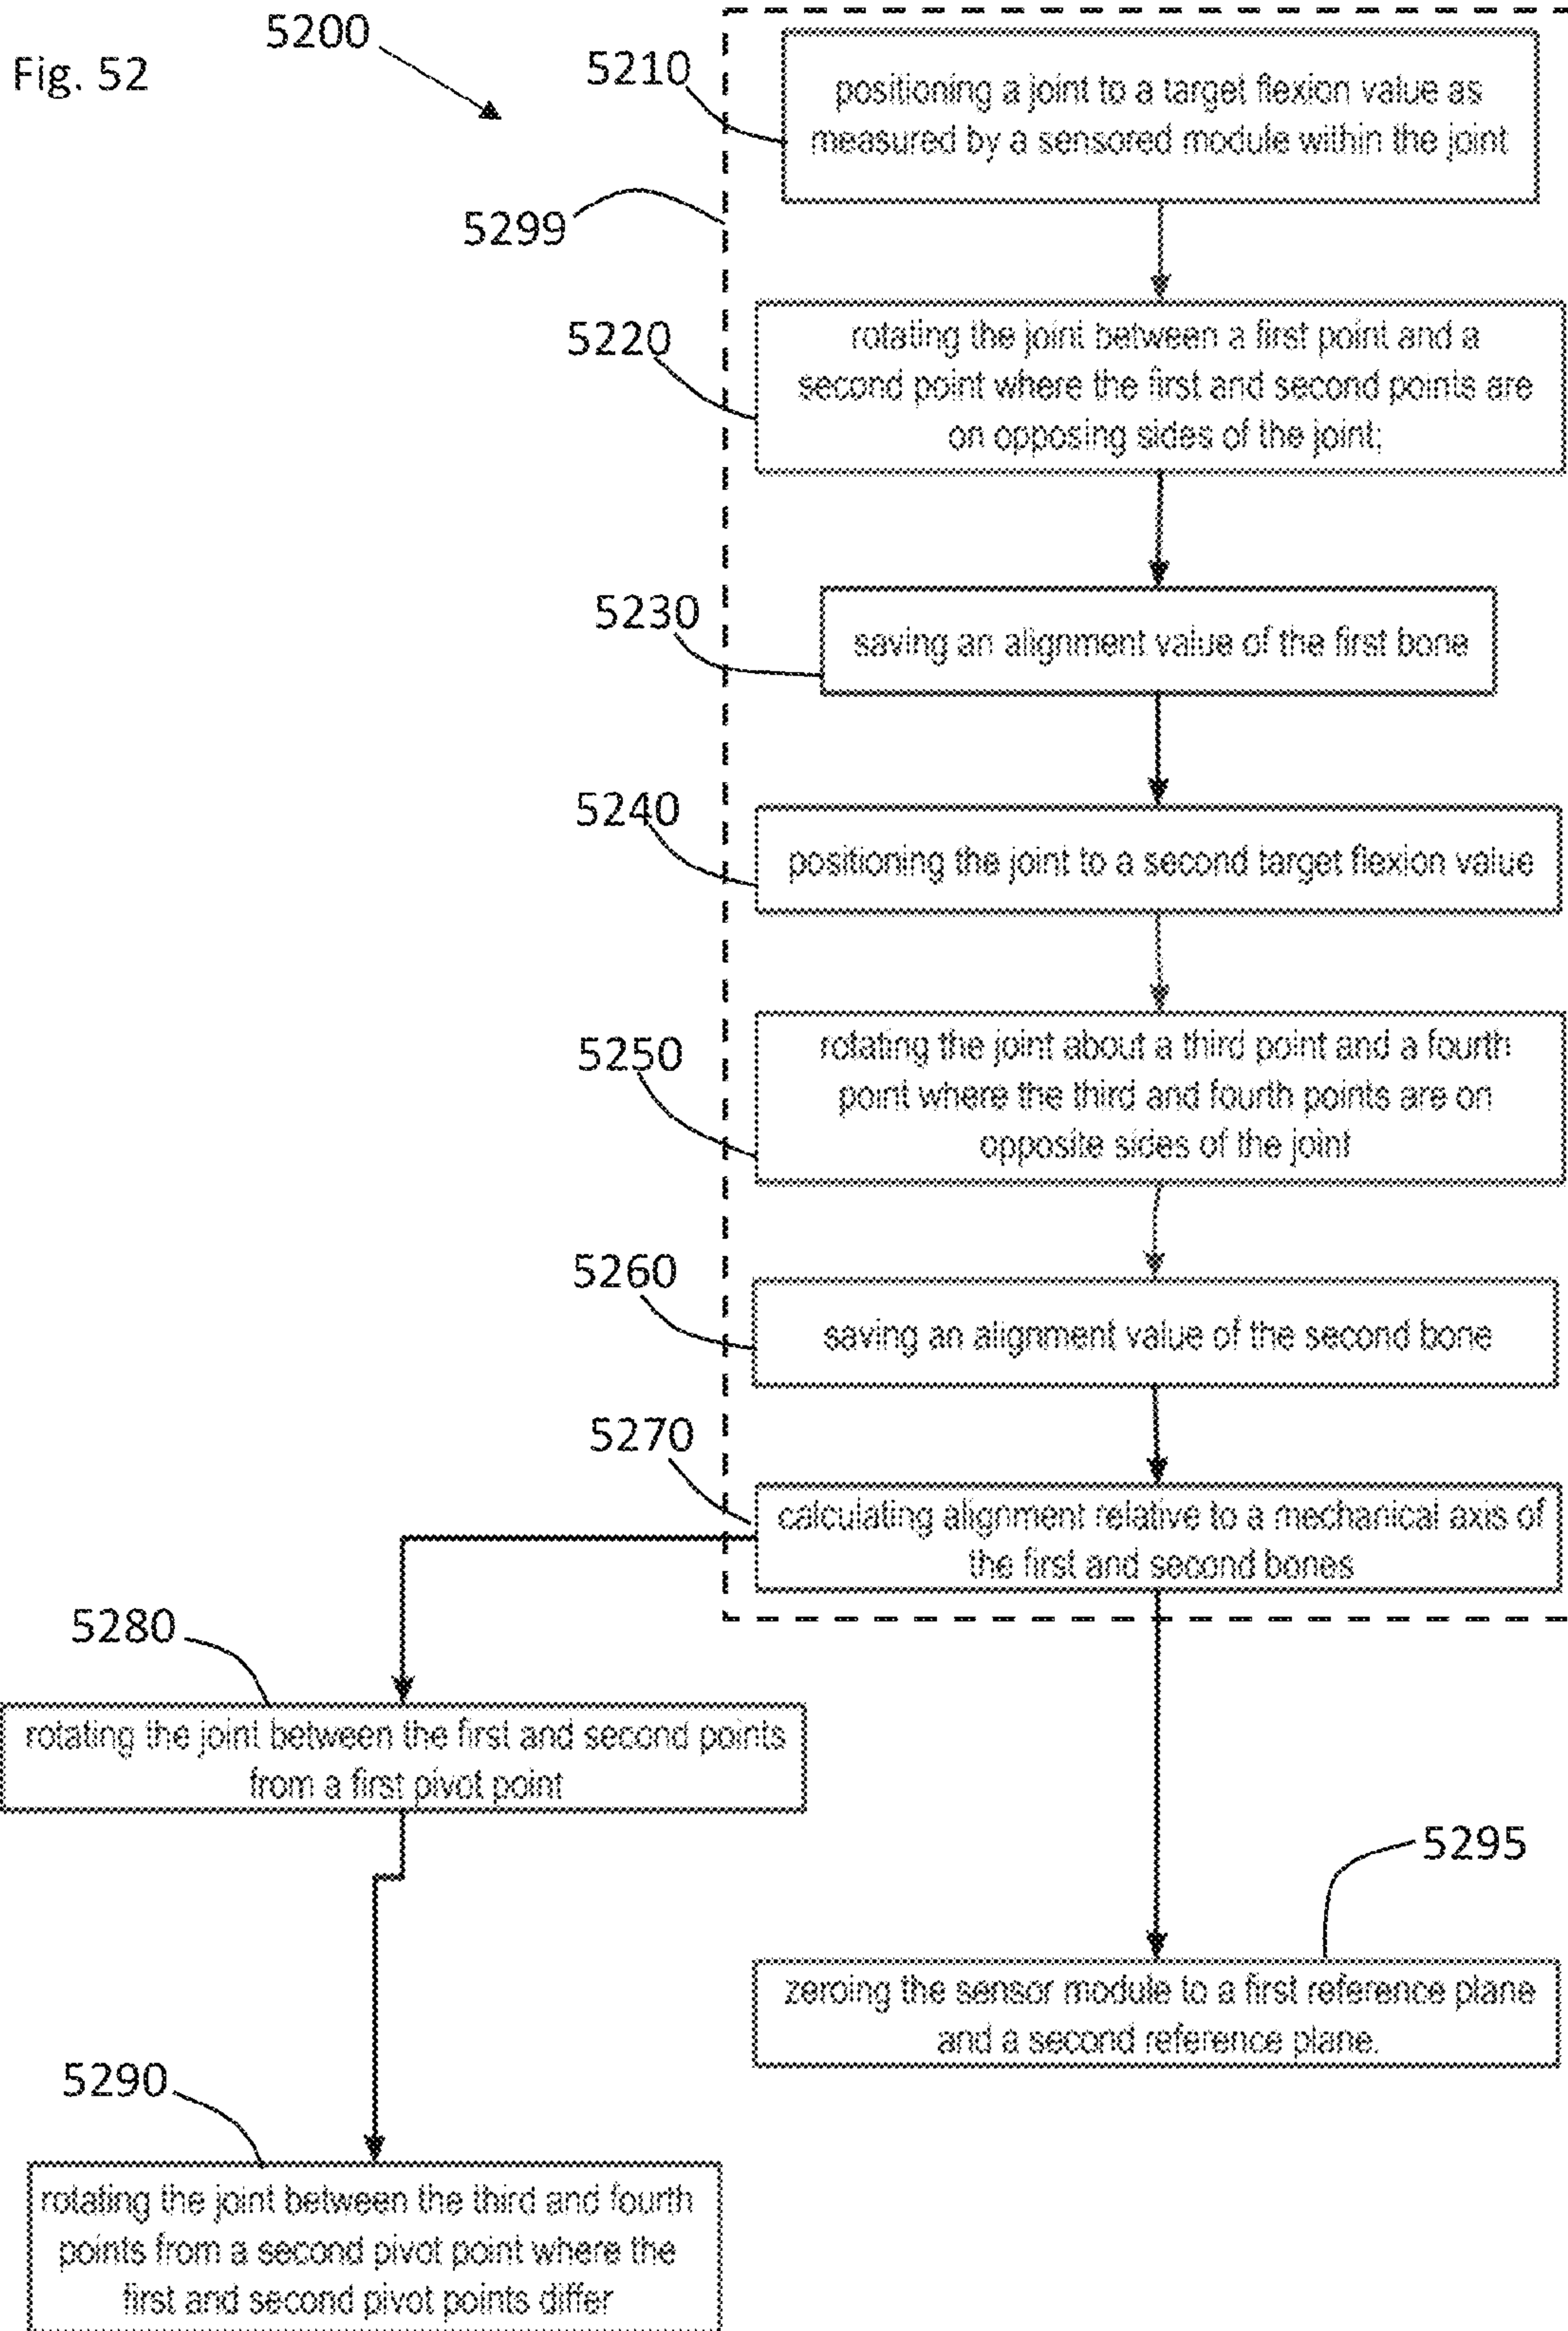 Fig. 52
5200
5210
positioning a joint to a target flexion value as
measured by a sensored module within the joint
5299
5220
rotating the joint between a first point and a
second point where the first and second points are
on opposing sides of the joint;
5230
saving an alignment value of the first bone
5240
positioning the joint to a second target flexion value
5250
rotating the joint about a third point and a fourth
point where the third and fourth points are on
opposite sides of the joint
5260
saving an alignment value of the second bone
5270
calculating alignment relative to a mechanical axis of
the first and second bones
5280
rotating the joint between the first and second points
from a first pivot point
5295
zeroing the sensor module to a first reference plane
and a second reference plane.
5290
rotating the joint between the third and fourth
points from a second pivot point where the
first and second pivot points differ